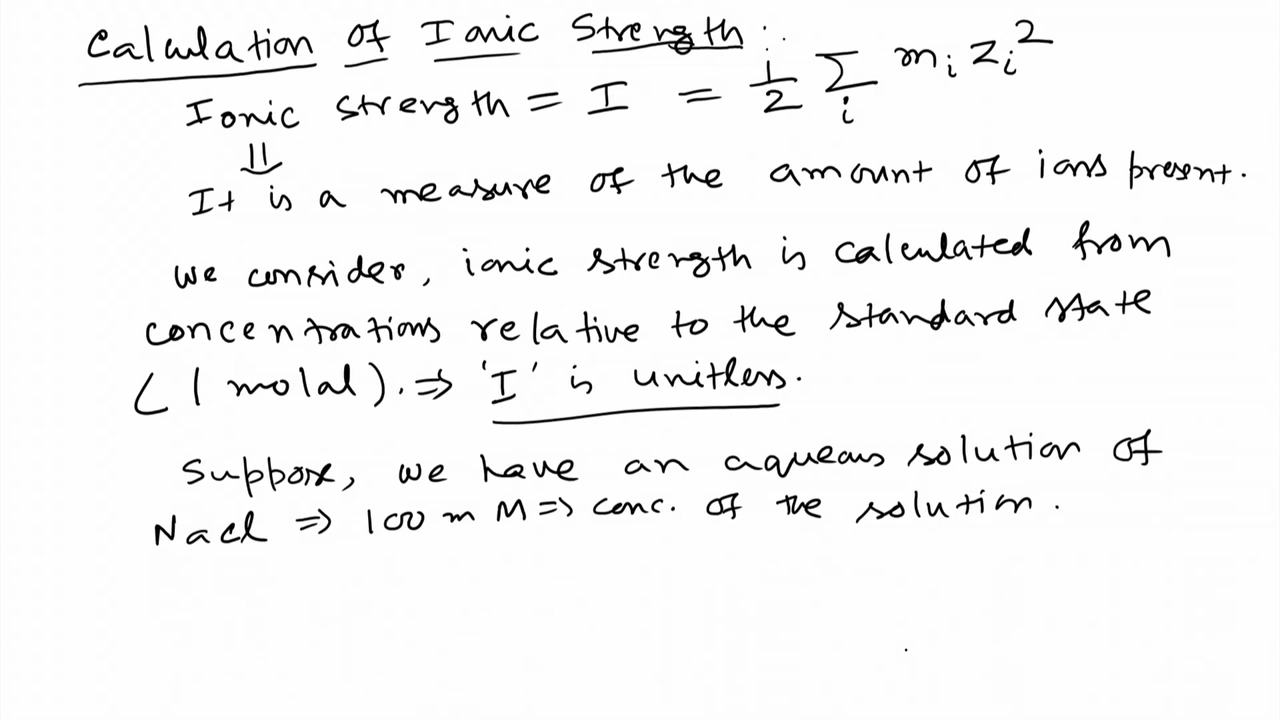 Calculation of Ionic Strength :
Ionic strength = I = 1/2 Σ_i m_i z_i^2
⇓
It is a measure of the amount of ions present.
we consider, ionic strength is calculated from
concentrations relative to the standard state
(1 molal). ⇒ 'I' is unitless.
Suppose, we have an aqueous solution of
NaCl ⇒ 100 mM ⇒ conc. of the solution.